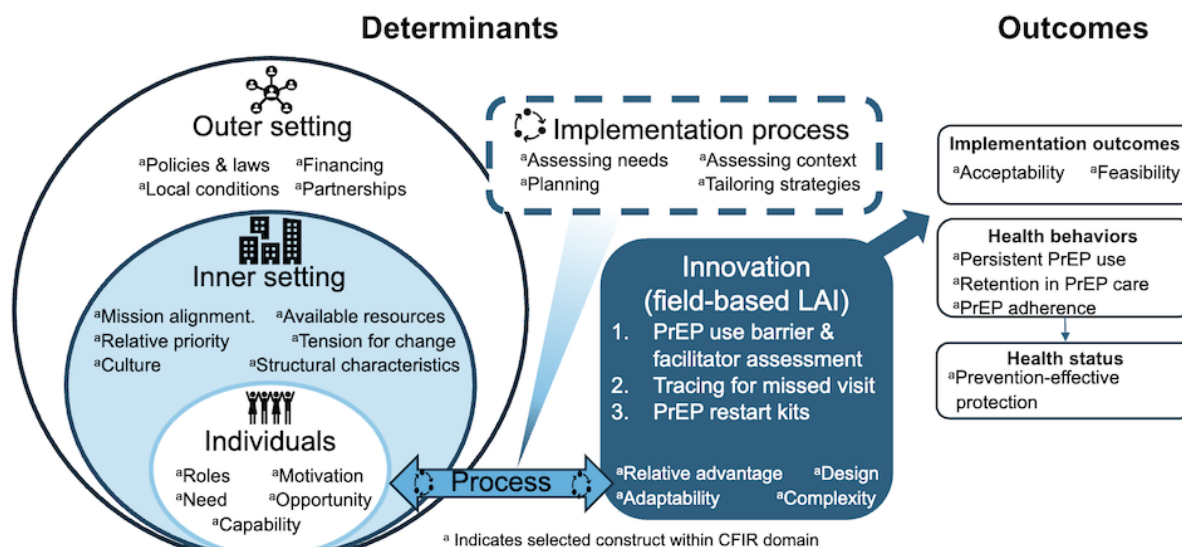 Determinants
Outcomes
Outer setting
ᵃPolicies & laws ᵃFinancing
ᵃLocal conditions ᵃPartnerships
Inner setting
ᵃMission alignment. ᵃAvailable resources
ᵃRelative priority ᵃTension for change
ᵃCulture ᵃStructural characteristics
Individuals
ᵃRoles ᵃMotivation
ᵃNeed ᵃOpportunity
ᵃCapability
Implementation process
ᵃAssessing needs ᵃAssessing context
ᵃPlanning ᵃTailoring strategies
Process
Innovation
(field-based LAI)
1. PrEP use barrier &
facilitator assessment
2. Tracing for missed visit
3. PrEP restart kits
ᵃRelative advantage ᵃDesign
ᵃAdaptability ᵃComplexity
ᵃ Indicates selected construct within CFIR domain
Implementation outcomes
ᵃAcceptability ᵃFeasibility
Health behaviors
ᵃPersistent PrEP use
ᵃRetention in PrEP care
ᵃPrEP adherence
Health status
ᵃPrevention-effective
protection